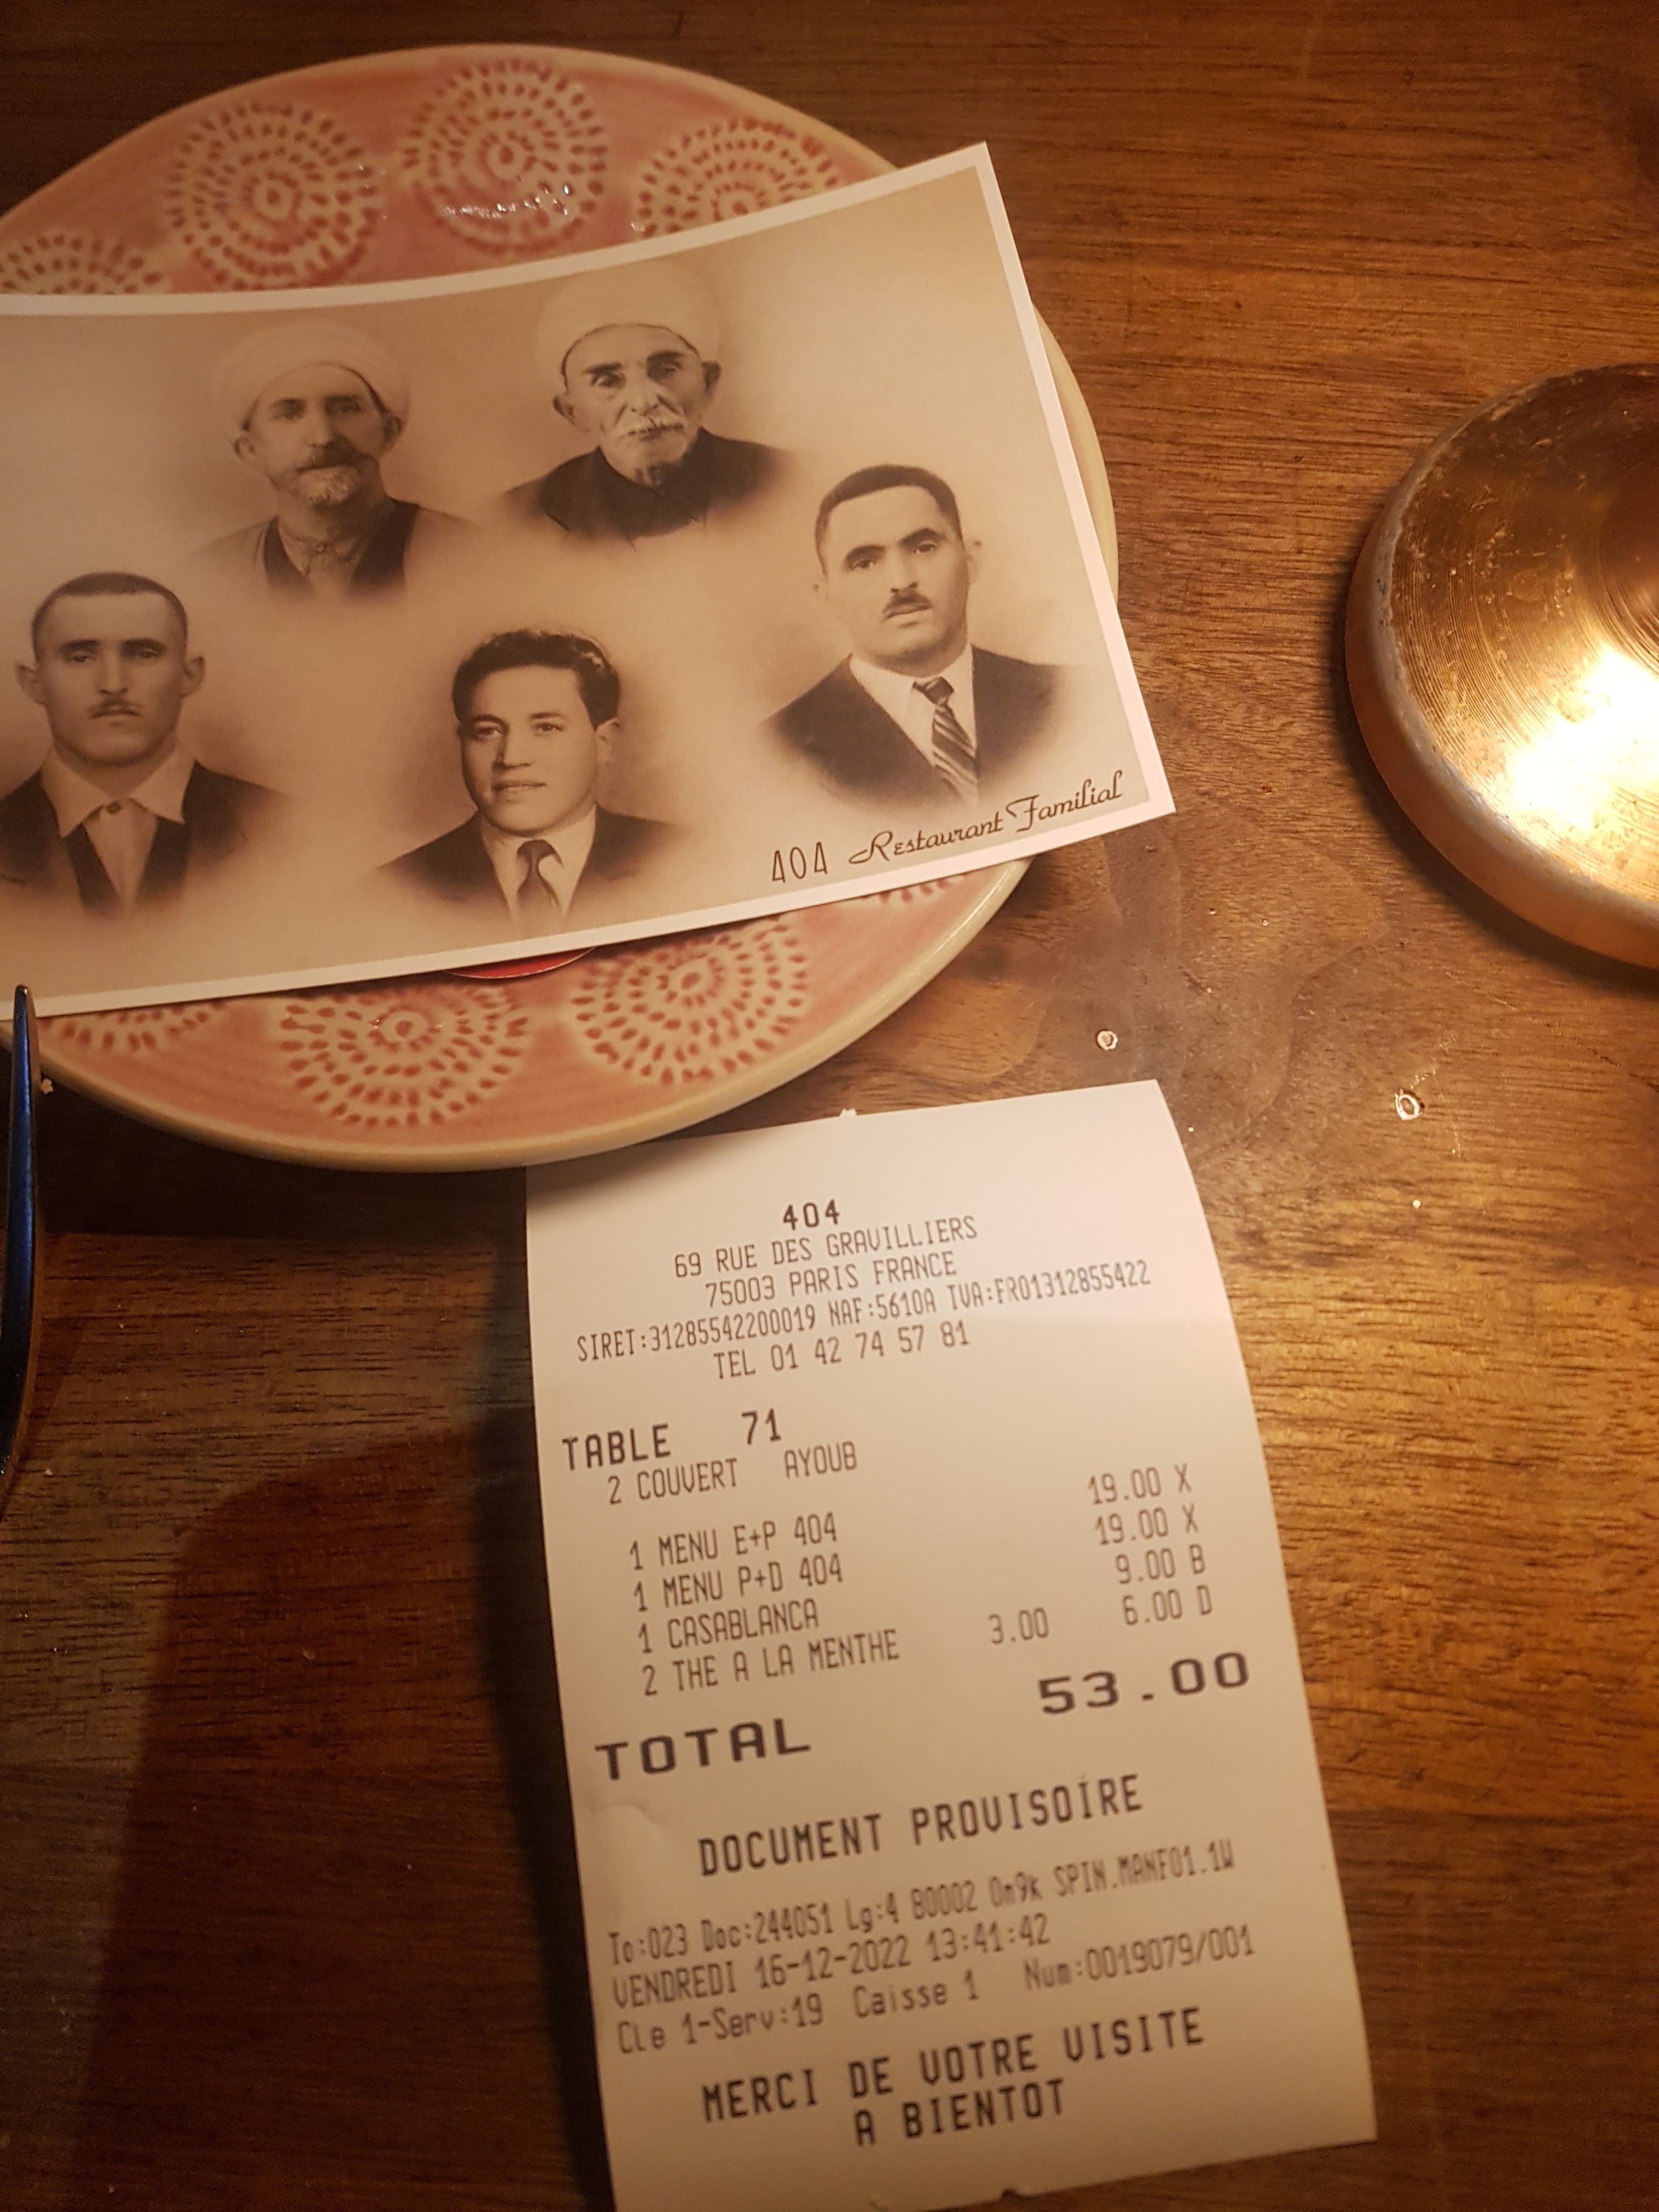 404 Restaurant Familial
404
69 RUE DES GRAVILLIERS
75003 PARIS FRANCE
SIRET:31285542200019 NAF:5610A TVA:FR01312855422
TEL 01 42 74 57 81
TABLE 71
2 COUVERT AYOUB
1 MENU E+P 404 19.00 X
1 MENU P+D 404 19.00 X
1 CASABLANCA 9.00 B
2 THE A LA MENTHE 3.00 6.00 D
TOTAL 53.00
DOCUMENT PROVISOIRE
To:023 Doc:244051 Lg:4 80002 0m9k SPIN.MANF01.1W
VENDREDI 16-12-2022 13:41:42
Cle 1-Serv:19 Caisse 1 Num:0019079/001
MERCI DE VOTRE VISITE
A BIENTOT